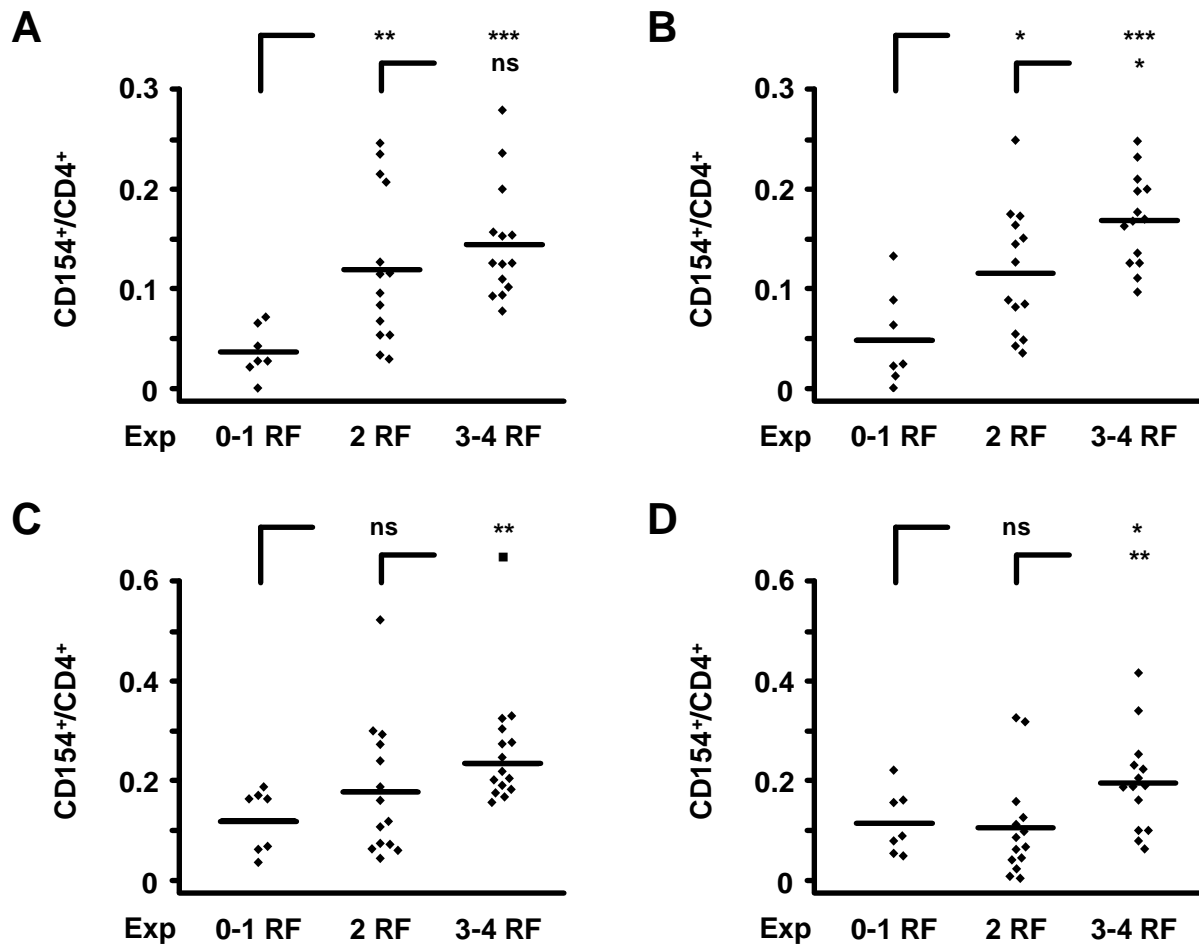 A
** ***
ns
0.3
0.2
0.1
0
CD154⁺/CD4⁺
Exp 0-1 RF 2 RF 3-4 RF
B
* ***
*
0.3
0.2
0.1
0
CD154⁺/CD4⁺
Exp 0-1 RF 2 RF 3-4 RF
C
ns **
▪
0.6
0.4
0.2
0
CD154⁺/CD4⁺
Exp 0-1 RF 2 RF 3-4 RF
D
ns *
**
0.6
0.4
0.2
0
CD154⁺/CD4⁺
Exp 0-1 RF 2 RF 3-4 RF